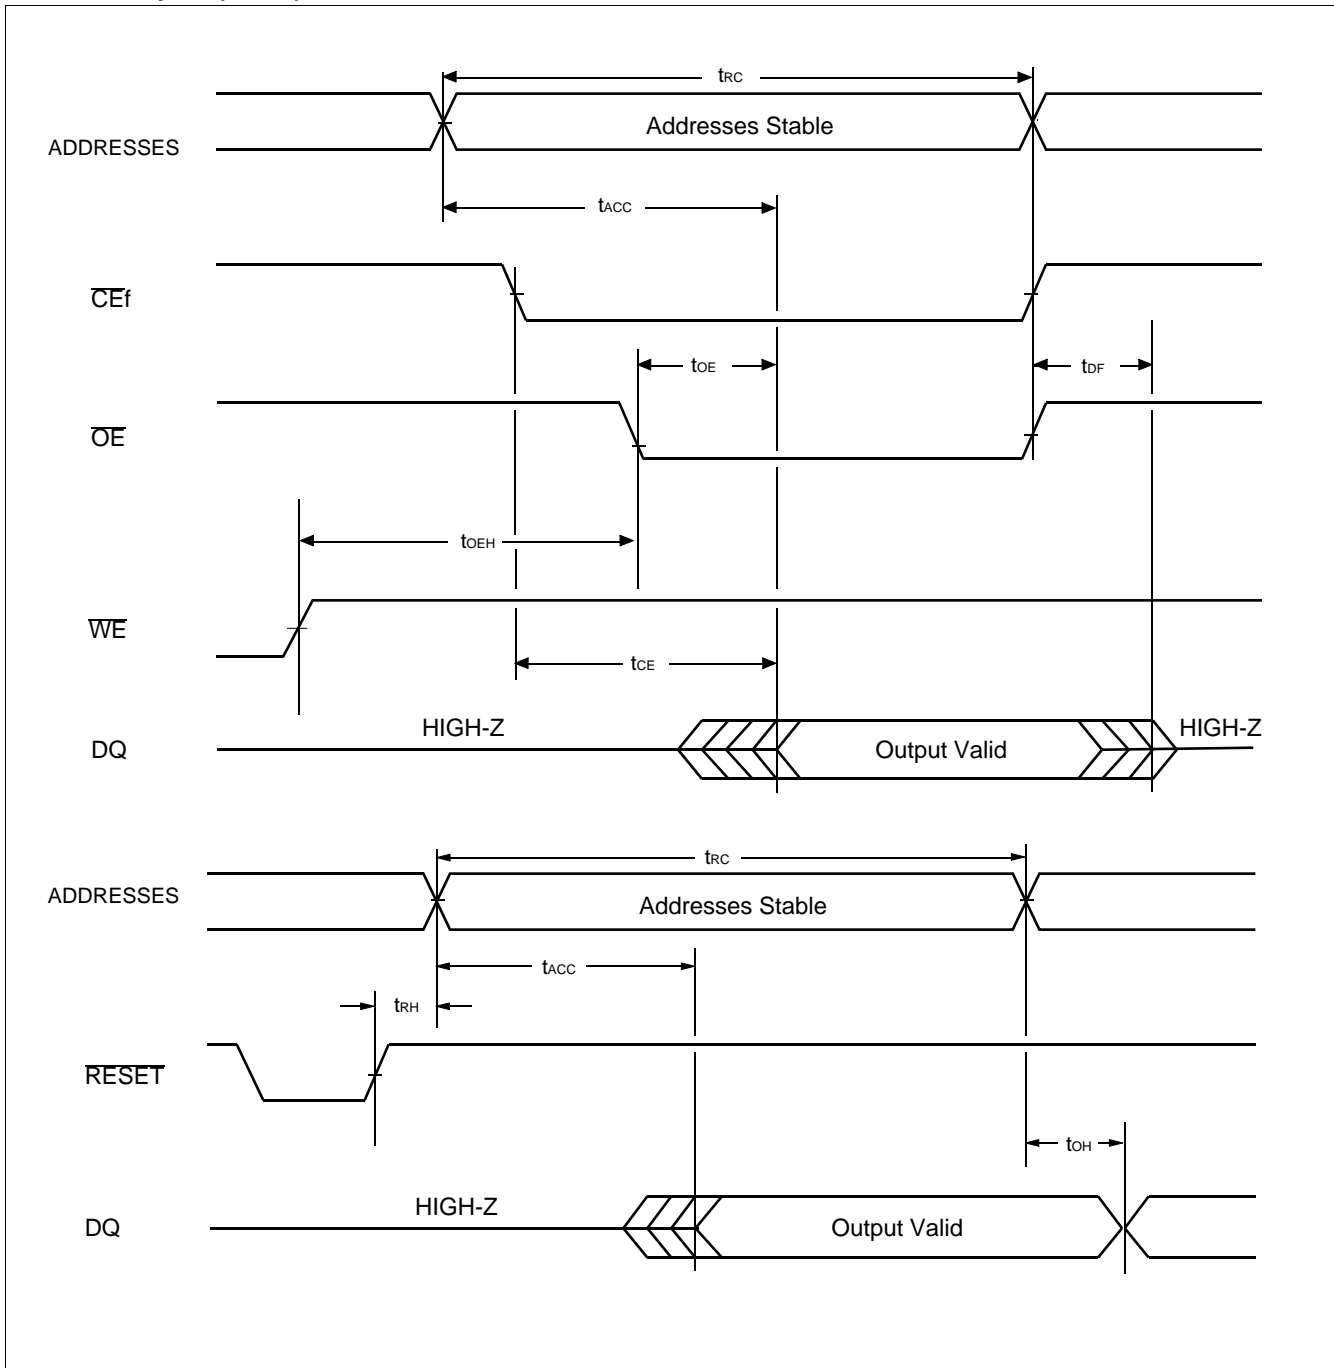 tRC
Addresses Stable
ADDRESSES
tACC
CEf
tOE
tDF
OE
tOEH
WE
tCE
HIGH-Z
HIGH-Z
DQ
Output Valid
tRC
ADDRESSES
Addresses Stable
tACC
tRH
RESET
tOH
HIGH-Z
DQ
Output Valid